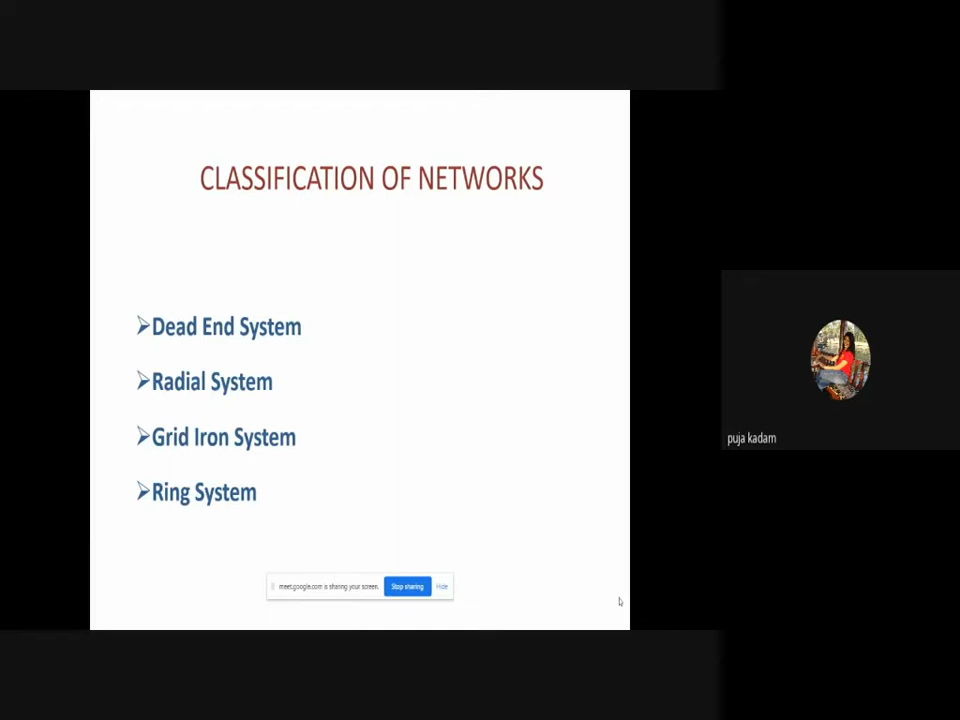 CLASSIFICATION OF NETWORKS
➢Dead End System
➢Radial System
➢Grid Iron System
➢Ring System
meet.google.com is sharing your screen. Stop sharing Hide
puja kadam